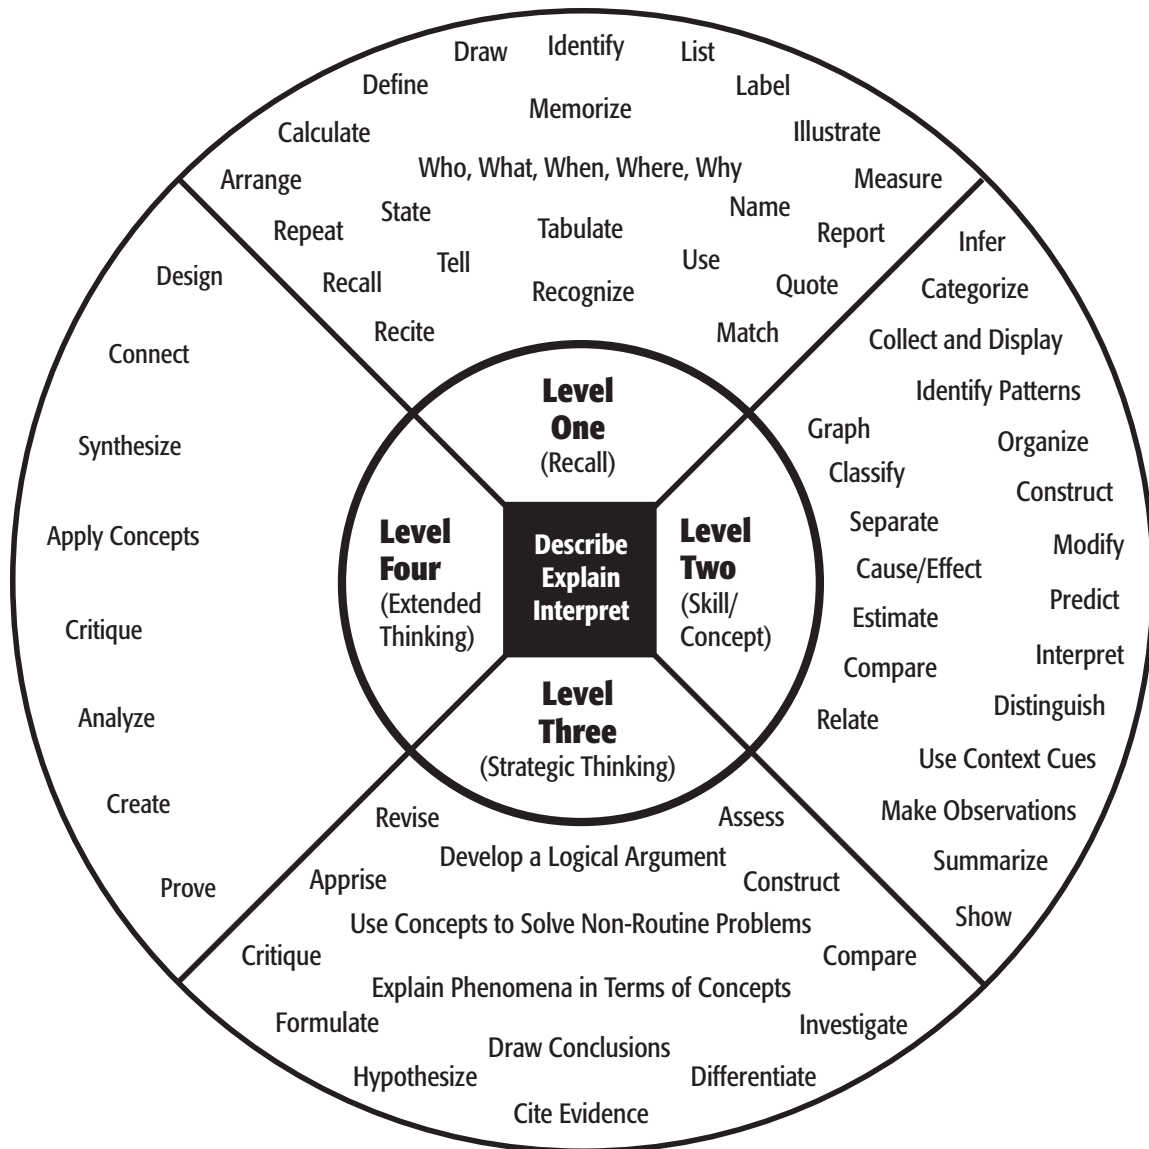 Draw
Identify
List
Define
Label
Memorize
Calculate
Illustrate
Who, What, When, Where, Why
Arrange
Measure
State
Name
Repeat
Tabulate
Report
Tell
Use
Recall
Recognize
Quote
Recite
Match
Level
One
(Recall)
Infer
Categorize
Collect and Display
Identify Patterns
Graph
Organize
Classify
Construct
Separate
Modify
Cause/Effect
Predict
Estimate
Interpret
Compare
Distinguish
Relate
Use Context Cues
Make Observations
Summarize
Show
Level
Two
(Skill/
Concept)
Describe
Explain
Interpret
Level
Four
(Extended
Thinking)
Design
Connect
Synthesize
Apply Concepts
Critique
Analyze
Create
Prove
Level
Three
(Strategic Thinking)
Revise
Assess
Develop a Logical Argument
Apprise
Construct
Use Concepts to Solve Non-Routine Problems
Critique
Compare
Explain Phenomena in Terms of Concepts
Formulate
Investigate
Draw Conclusions
Hypothesize
Differentiate
Cite Evidence